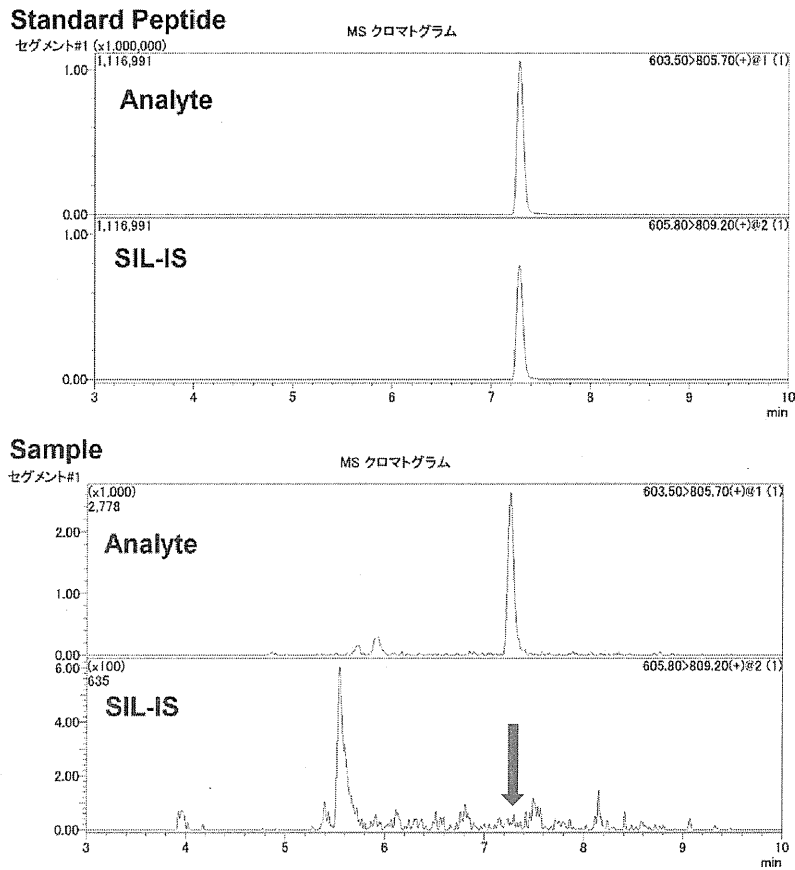 Standard Peptide
MS クロマトグラム
セグメント#1 (x1,000,000)
1.00
1,116,991
603.50>805.70(+)@1 (1)
Analyte
0.00
1.00
1,116,991
605.80>809.20(+)@2 (1)
SIL-IS
0.00
3 4 5 6 7 8 9 10
min
Sample
MS クロマトグラム
セグメント#1
(x1,000)
603.50>805.70(+)@1 (1)
2,778
2.00
Analyte
1.00
0.00
6.00
(x100)
605.80>809.20(+)@2 (1)
635
SIL-IS
4.00
2.00
0.00
3 4 5 6 7 8 9 10
min